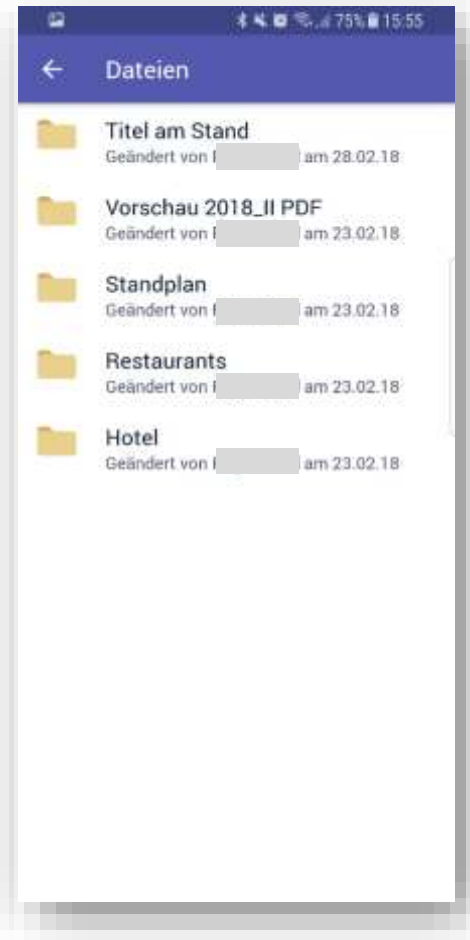 75% 15:55
Dateien
Titel am Stand
Geändert von am 28.02.18
Vorschau 2018_II PDF
Geändert von am 23.02.18
Standplan
Geändert von am 23.02.18
Restaurants
Geändert von am 23.02.18
Hotel
Geändert von am 23.02.18